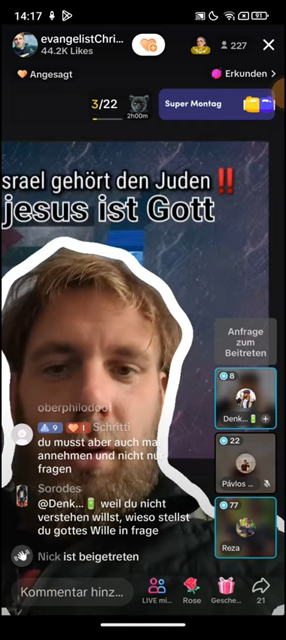 14:17
91
evangelistChri...
44.2K Likes
227
Angesagt
Erkunden
3/22
2h00m
Super Montag
srael gehört den Juden ‼️
jesus ist Gott
Anfrage
zum
Beitreten
8
Denk...🔋
22
Pávlos ...
77
Reza
oberphilodoo1
9 1 Schritti
du musst aber auch mal
annehmen und nicht nur
fragen
Sorodes
@Denk...🔋 weil du nicht
verstehen willst, wieso stellst
du gottes Wille in frage
Nick ist beigetreten
Kommentar hinz...
LIVE mi...
Rose
Gesche...
21